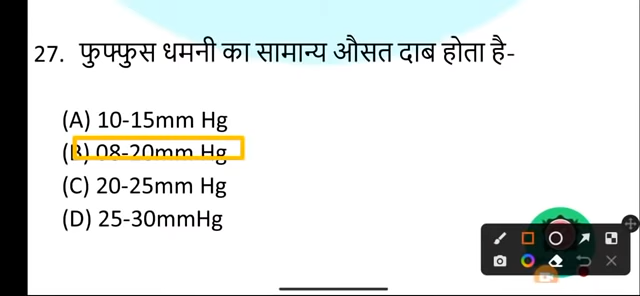 27. फुफ्फुस धमनी का सामान्य औसत दाब होता है-
(A) 10-15mm Hg
(B) 08-20mm Hg
(C) 20-25mm Hg
(D) 25-30mmHg